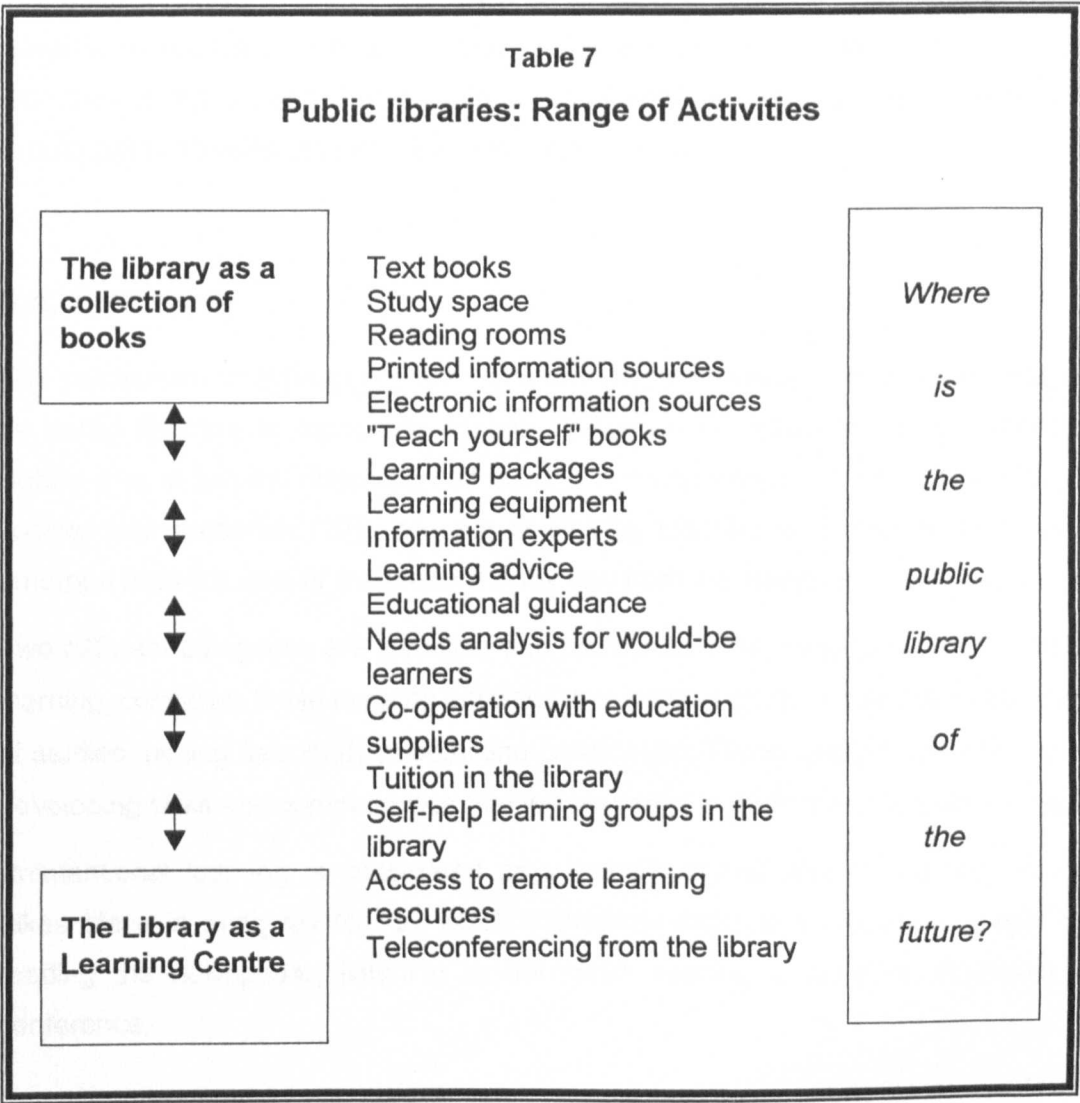 Table 7
Public libraries: Range of Activities
The library as a
collection of
books
Text books
Study space
Reading rooms
Printed information sources
Electronic information sources
"Teach yourself" books
Learning packages
Learning equipment
Information experts
Learning advice
Educational guidance
Needs analysis for would-be
learners
Co-operation with education
suppliers
Tuition in the library
Self-help learning groups in the
library
Access to remote learning
resources
Teleconferencing from the library
The Library as a
Learning Centre
Where
is
the
public
library
of
the
future?